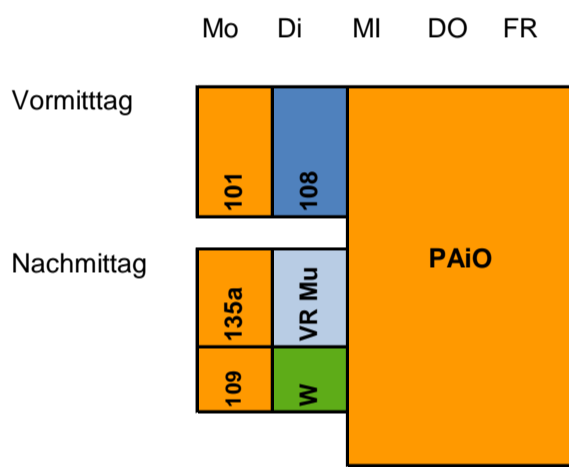 Mo Di MI DO FR
Vormitttag
101 108
PAiO
Nachmittag
135a VR Mu
109 W